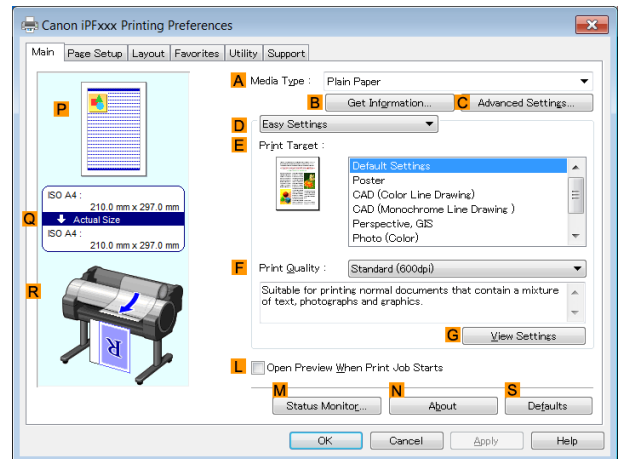 Canon iPFxxx Printing Preferences
Main Page Setup Layout Favorites Utility Support
A Media Type : Plain Paper
B Get Information... C Advanced Settings...
D Easy Settings
E Print Target :
Default Settings
Poster
CAD (Color Line Drawing)
CAD (Monochrome Line Drawing )
Perspective, GIS
Photo (Color)
F Print Quality : Standard (600dpi)
Suitable for printing normal documents that contain a mixture
of text, photographs and graphics.
G View Settings
L Open Preview When Print Job Starts
M Status Monitor... N About S Defaults
P
Q
ISO A4 :
210.0 mm x 297.0 mm
Actual Size
ISO A4 :
210.0 mm x 297.0 mm
R
R
OK Cancel Apply Help